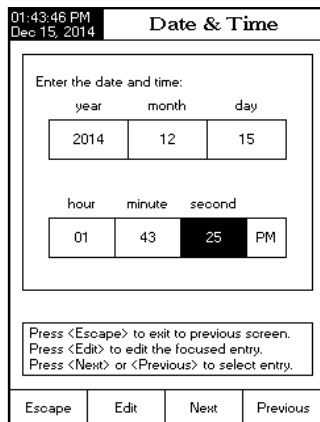 01:43:46 PM
Dec 15, 2014
Date & Time
Enter the date and time:
year month day
2014 12 15
hour minute second
01 43 25 PM
Press <Escape> to exit to previous screen.
Press <Edit> to edit the focused entry.
Press <Next> or <Previous> to select entry.
Escape Edit Next Previous